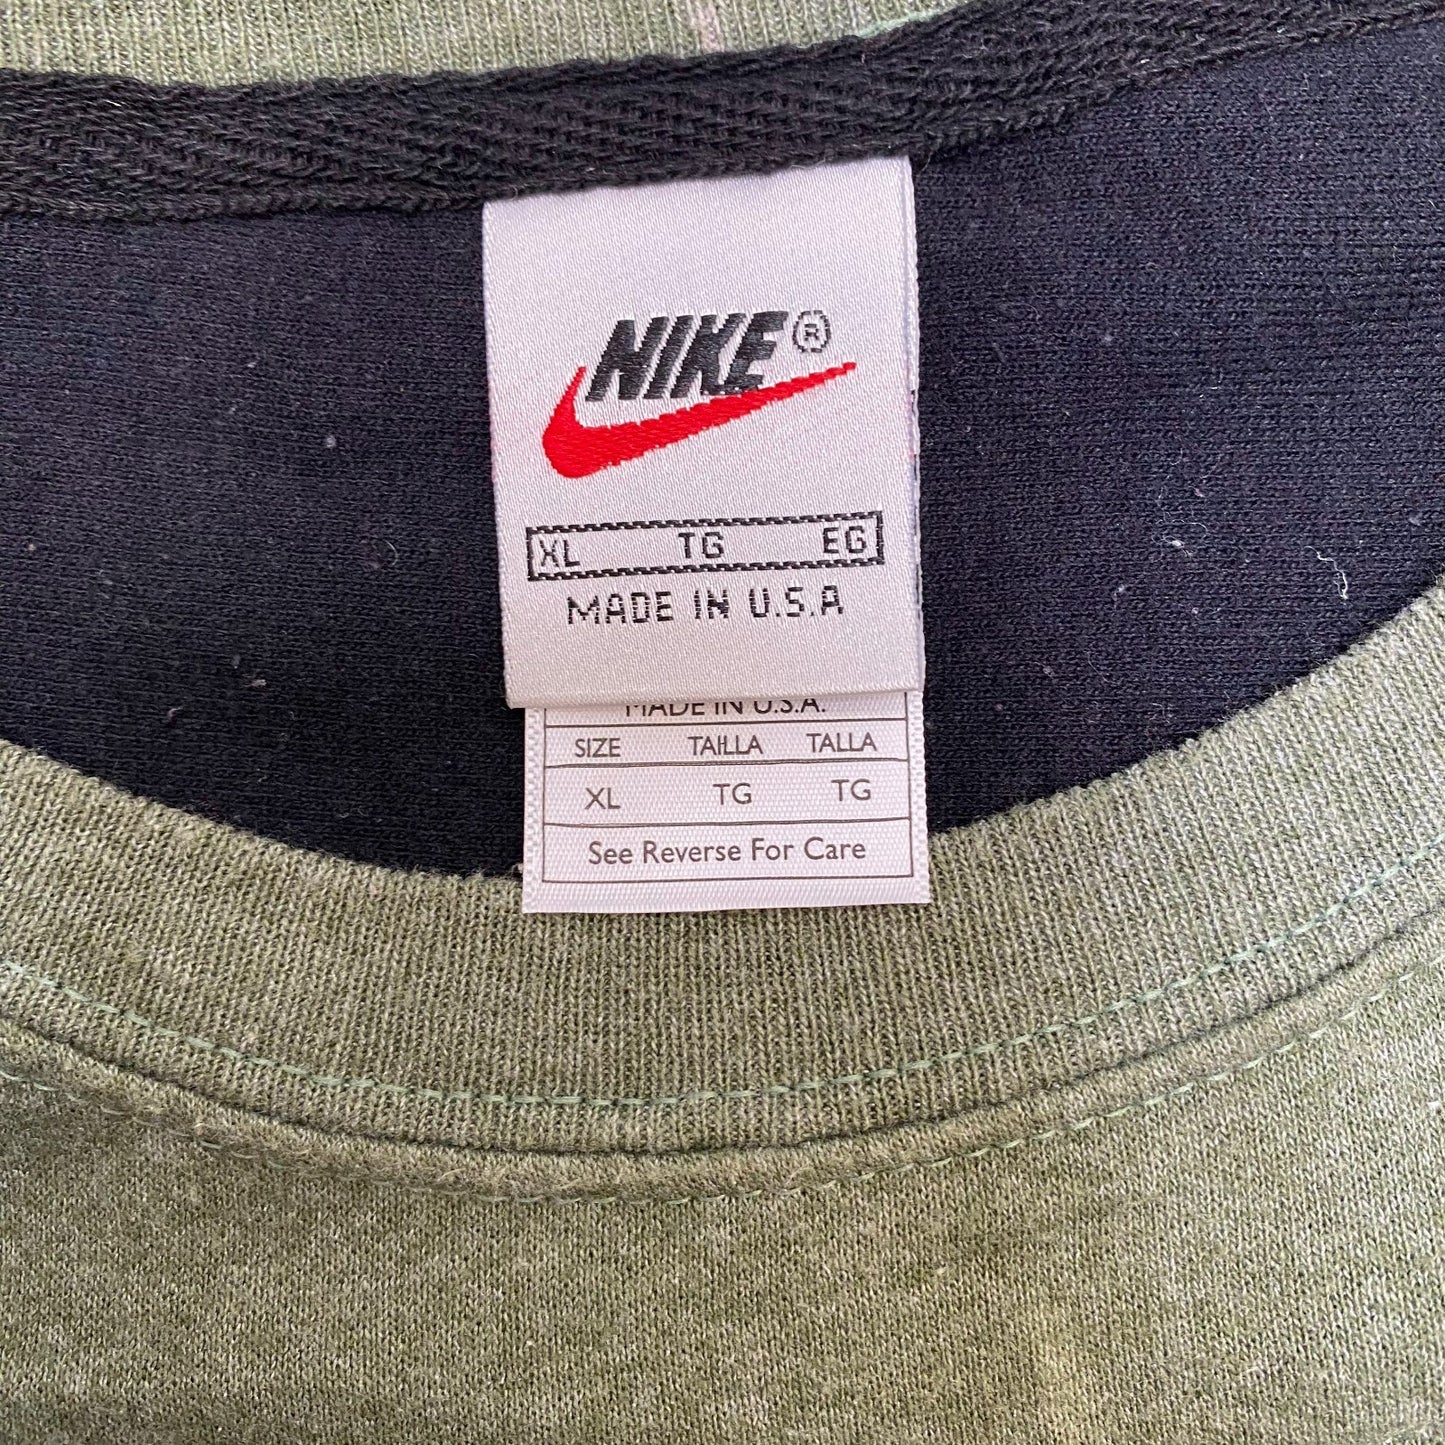 NIKE®
XL TG EG
MADE IN U.S.A
MADE IN U.S.A.
SIZE TAILLA TALLA
XL TG TG
See Reverse For Care